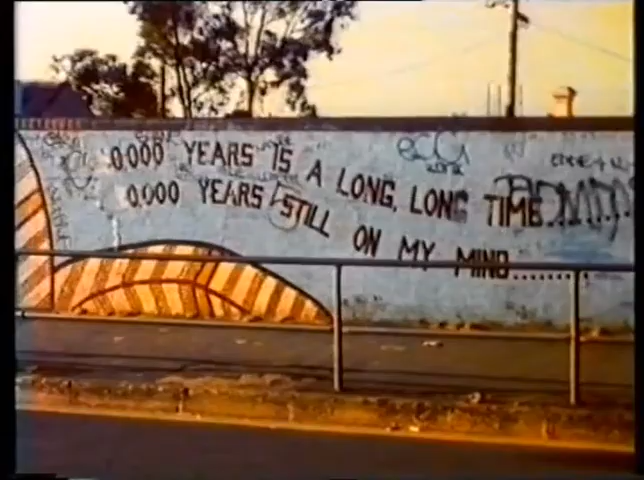 0.000 YEARS IS A LONG, LONG TIME........
0.000 YEARS STILL ON MY MIND..........